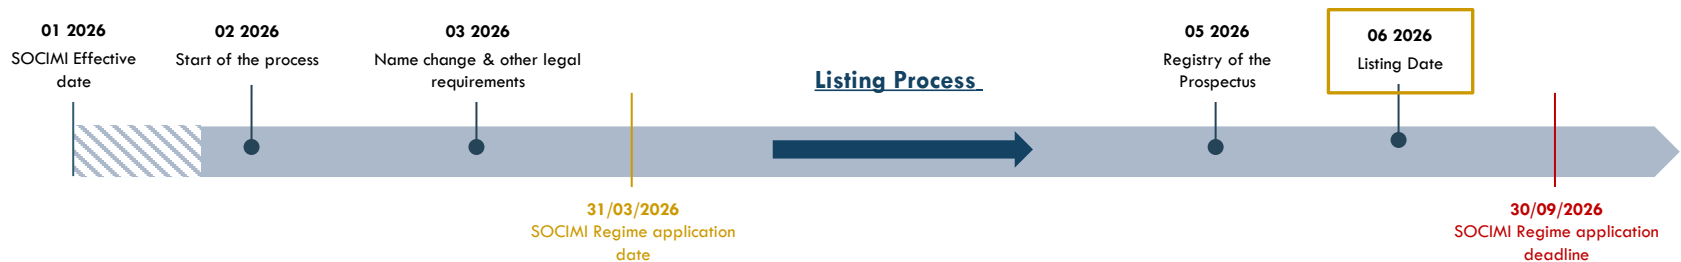 01 2026
SOCIMI Effective
date
02 2026
Start of the process
03 2026
Name change & other legal
requirements
Listing Process
05 2026
Registry of the
Prospectus
06 2026
Listing Date
31/03/2026
SOCIMI Regime application
date
30/09/2026
SOCIMI Regime application
deadline